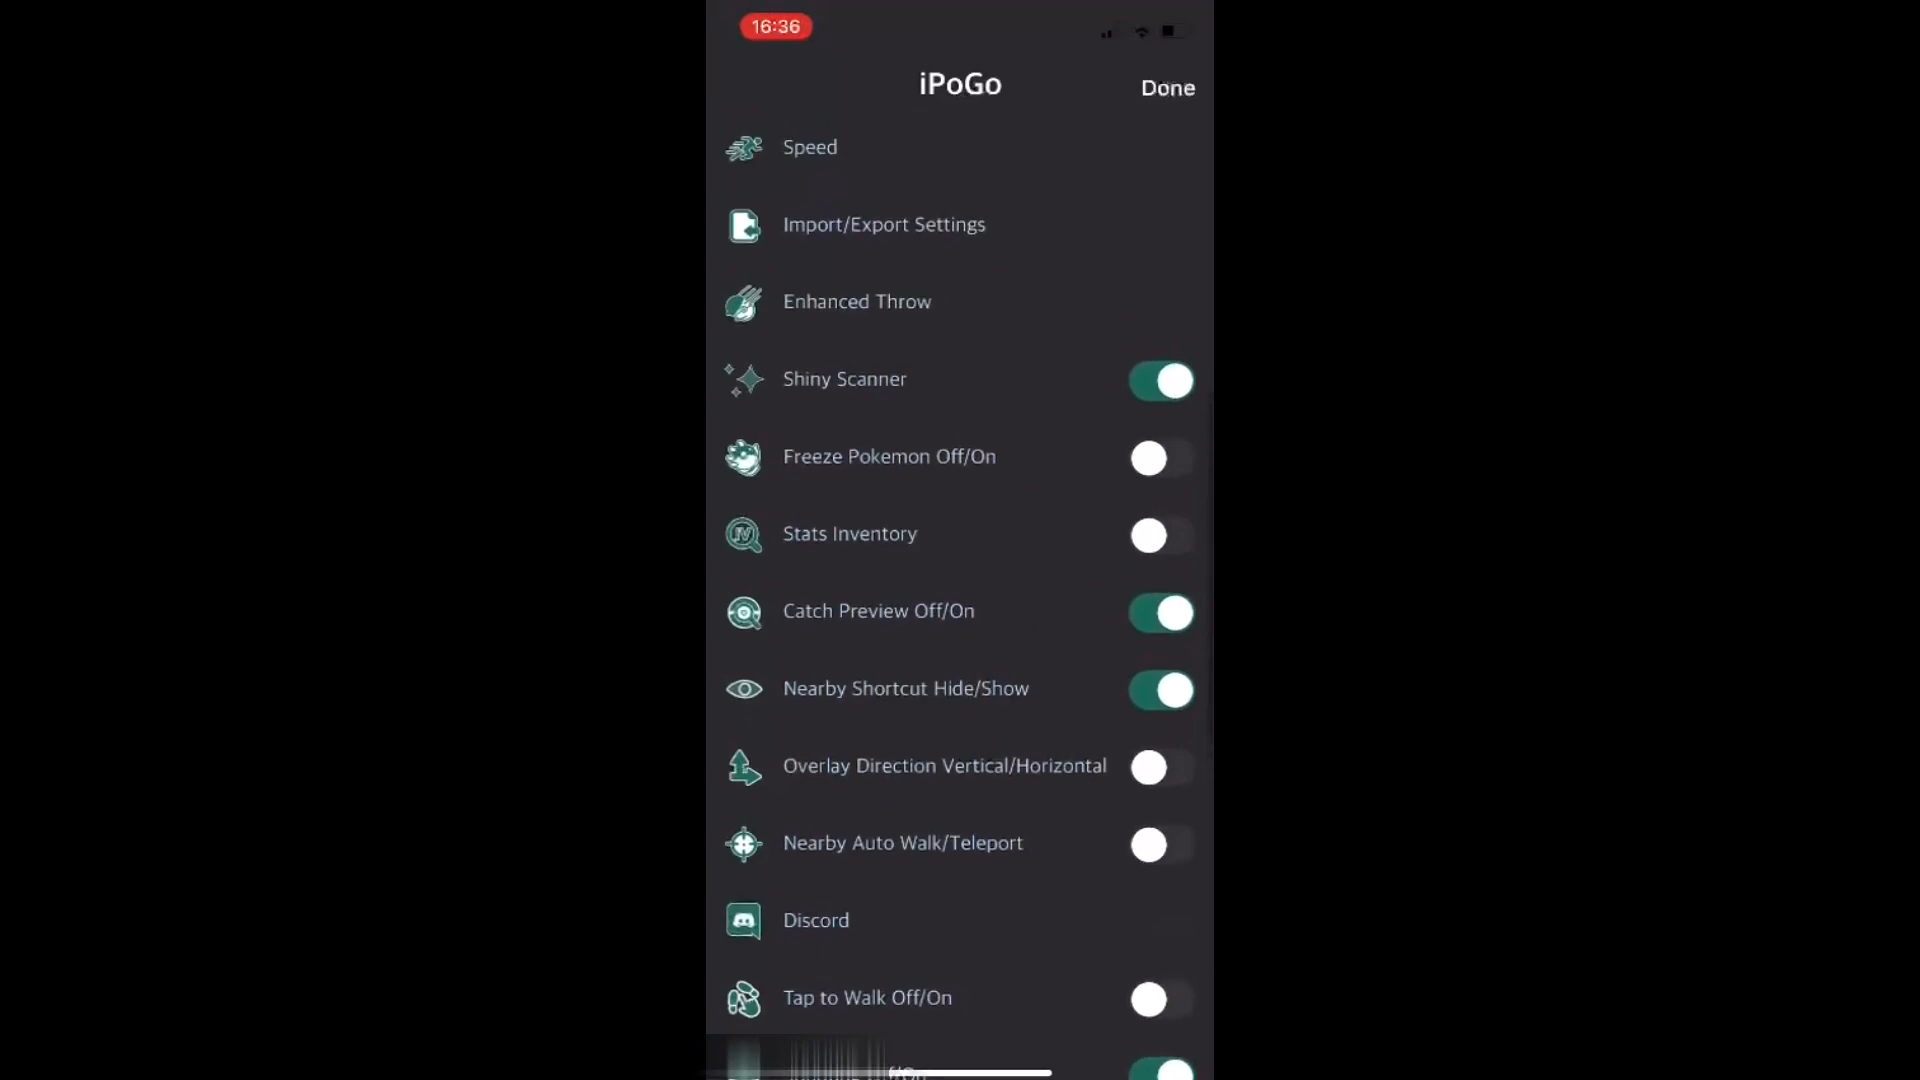 16:36
iPoGo
Done
Speed
Import/Export Settings
Enhanced Throw
Shiny Scanner
Freeze Pokemon Off/On
IV
Stats Inventory
Catch Preview Off/On
Nearby Shortcut Hide/Show
Overlay Direction Vertical/Horizontal
Nearby Auto Walk/Teleport
Discord
Tap to Walk Off/On